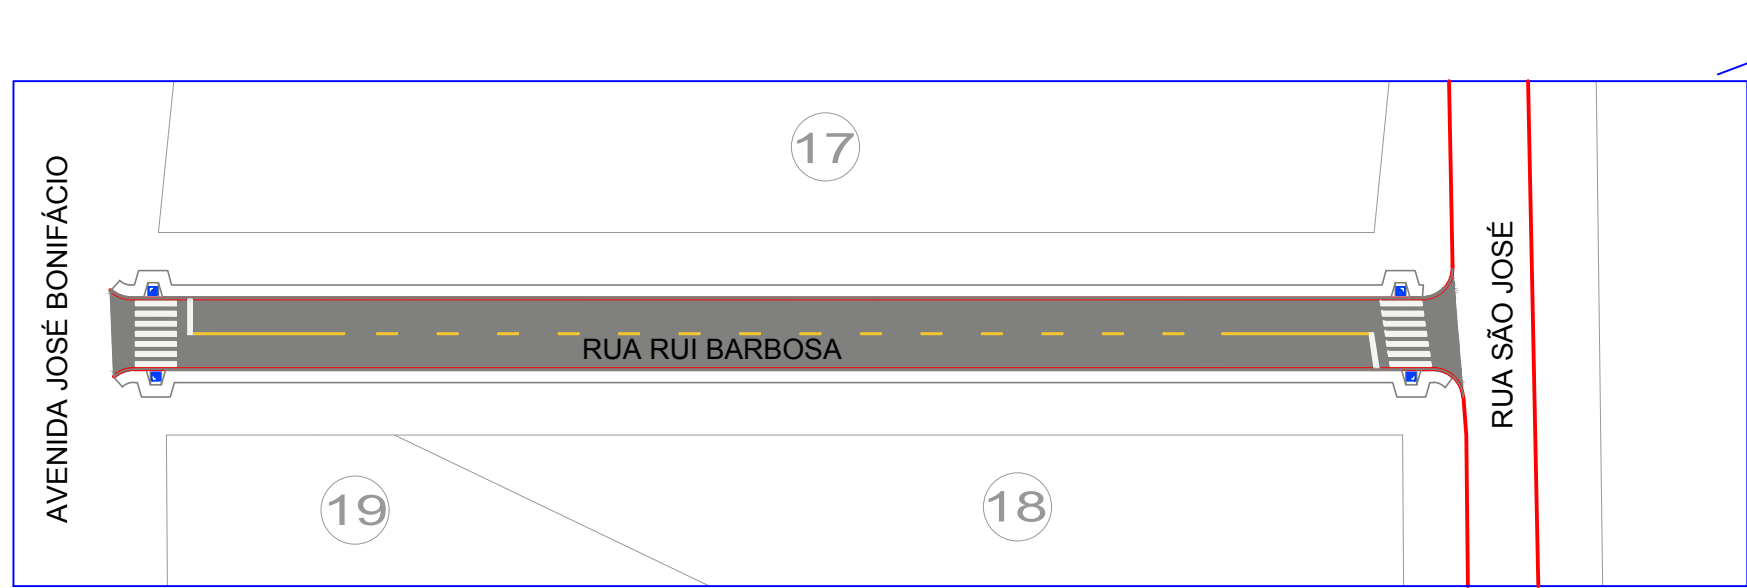 17
AVENIDA JOSÉ BONIFÁCIO
RUA RUI BARBOSA
RUA SÃO JOSÉ
19
18